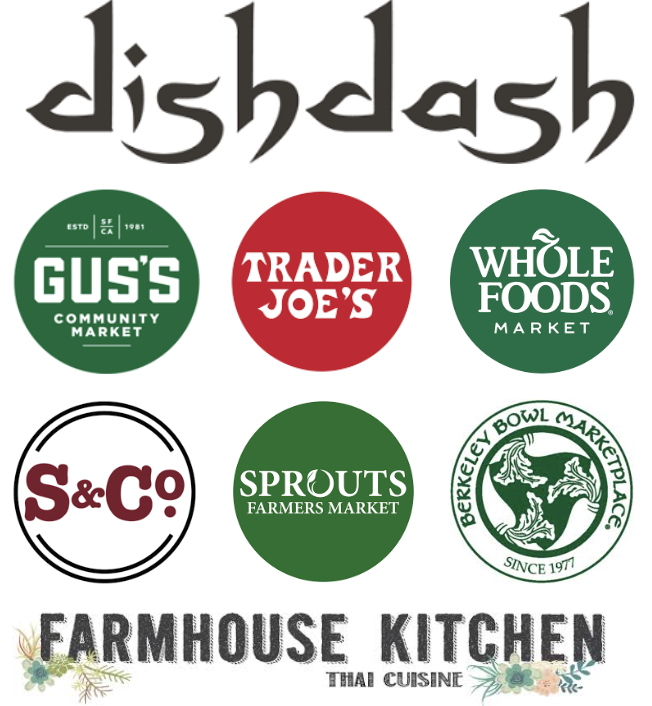 dishdash
ESTD SF CA 1981
GUS'S
COMMUNITY
MARKET
TRADER
JOE'S
WHOLE
FOODS®
MARKET
S&Co.
SPROUTS
FARMERS MARKET
BERKELEY BOWL MARKETPLACE®
SINCE 1977
FARMHOUSE KITCHEN
THAI CUISINE